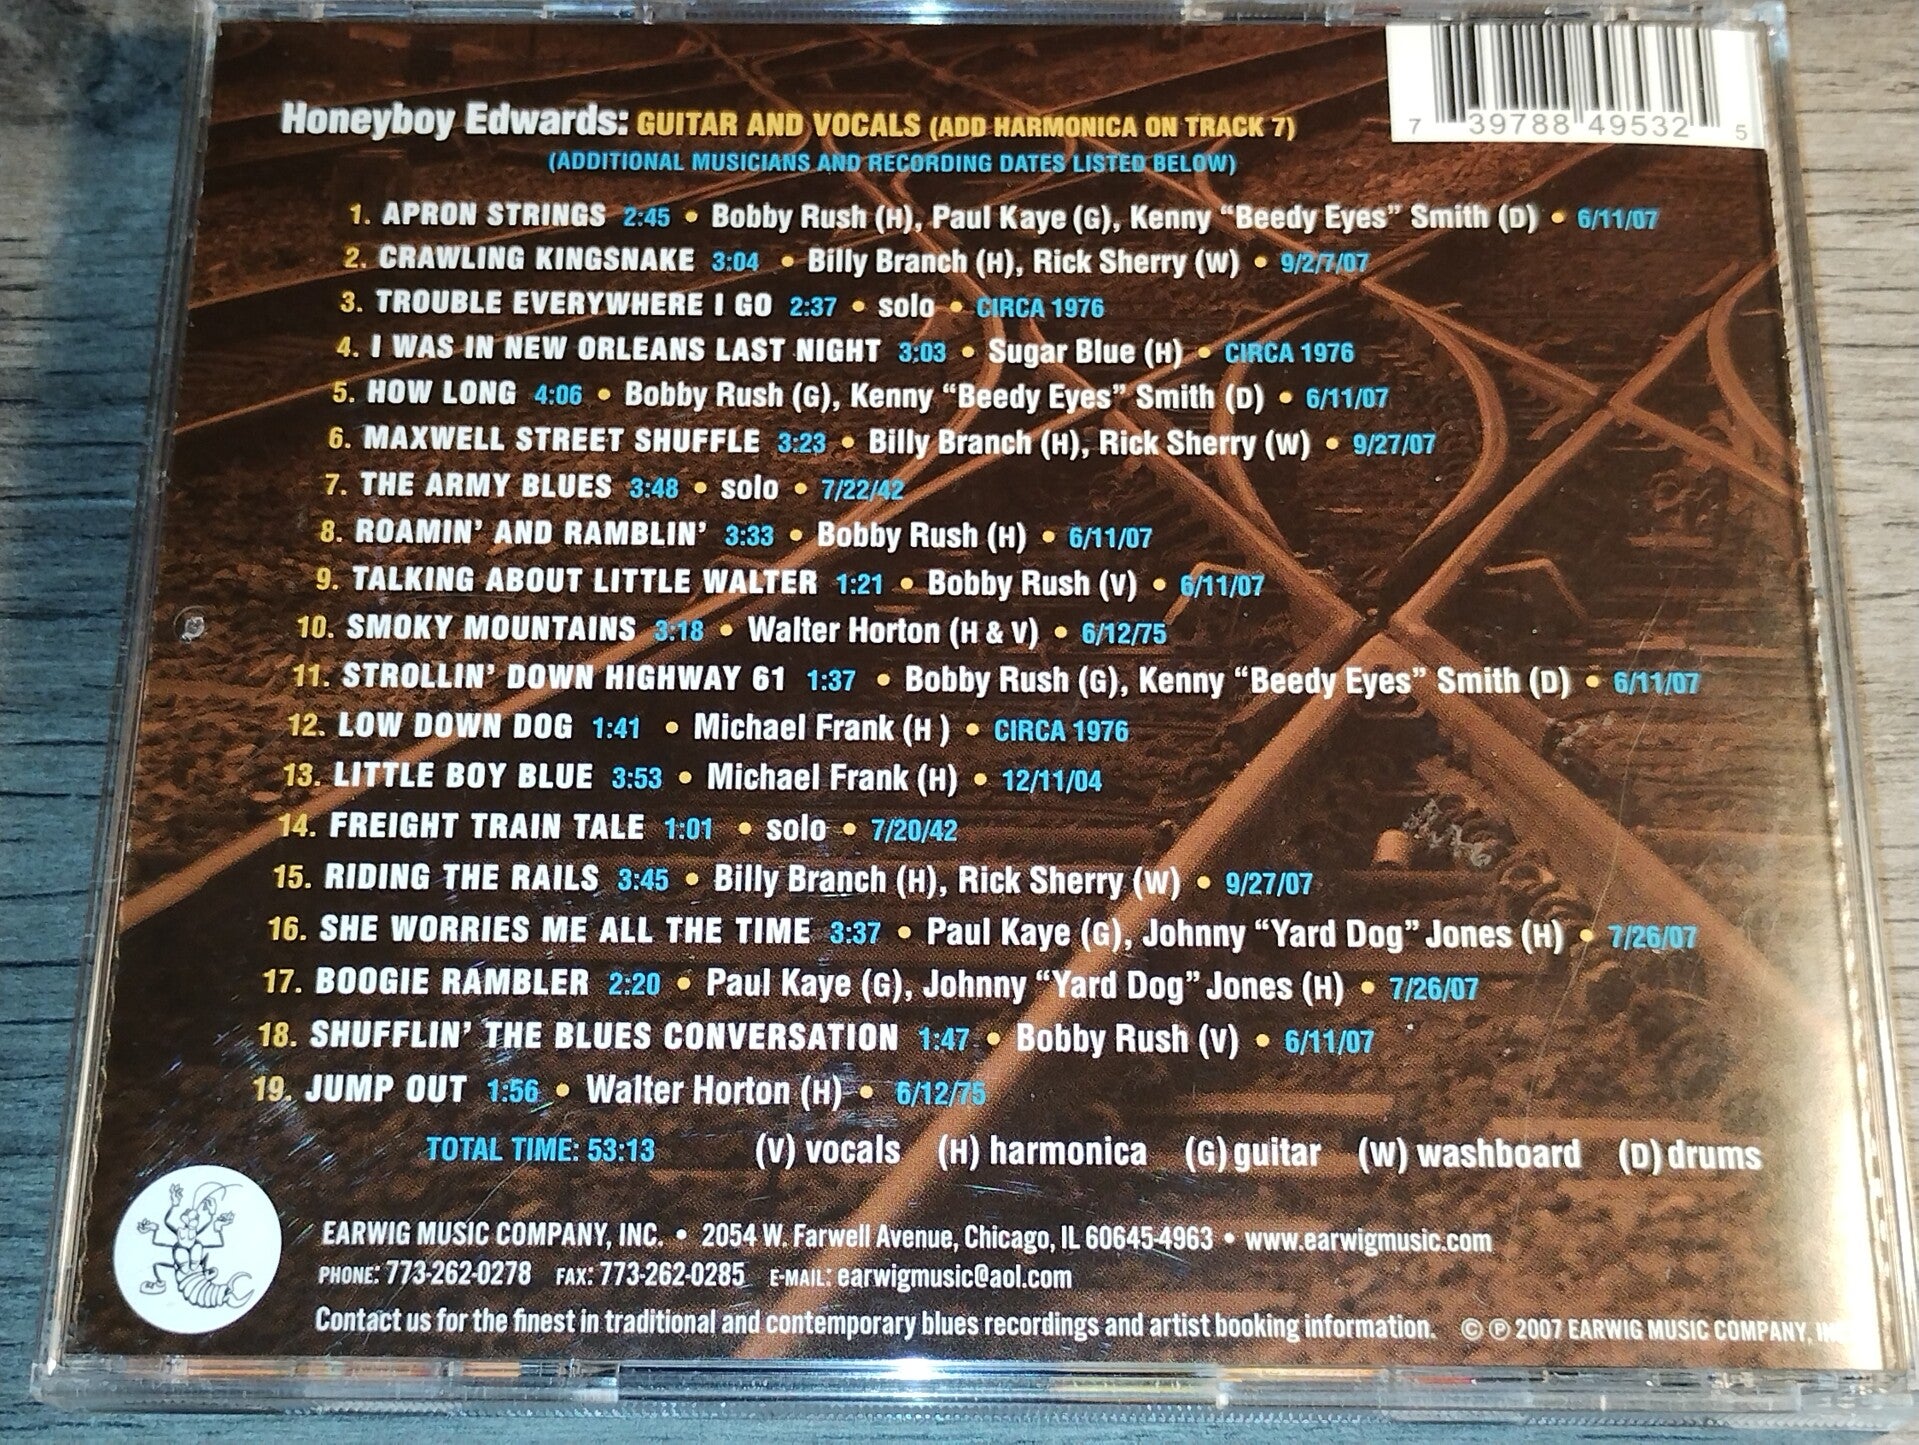 7 39788 49532 5
Honeyboy Edwards: GUITAR AND VOCALS (ADD HARMONICA ON TRACK 7)
(ADDITIONAL MUSICIANS AND RECORDING DATES LISTED BELOW)
1. APRON STRINGS 2:45 • Bobby Rush (H), Paul Kaye (G), Kenny “Beedy Eyes” Smith (D) • 6/11/07
2. CRAWLING KINGSNAKE 3:04 • Billy Branch (H), Rick Sherry (W) • 9/2/7/07
3. TROUBLE EVERYWHERE I GO 2:37 • solo • CIRCA 1976
4. I WAS IN NEW ORLEANS LAST NIGHT 3:03 • Sugar Blue (H) • CIRCA 1976
5. HOW LONG 4:06 • Bobby Rush (G), Kenny “Beedy Eyes” Smith (D) • 6/11/07
6. MAXWELL STREET SHUFFLE 3:23 • Billy Branch (H), Rick Sherry (W) • 9/27/07
7. THE ARMY BLUES 3:48 • solo • 7/22/42
8. ROAMIN’ AND RAMBLIN’ 3:33 • Bobby Rush (H) • 6/11/07
9. TALKING ABOUT LITTLE WALTER 1:21 • Bobby Rush (V) • 6/11/07
10. SMOKY MOUNTAINS 3:18 • Walter Horton (H & V) • 6/12/75
11. STROLLIN’ DOWN HIGHWAY 61 1:37 • Bobby Rush (G), Kenny “Beedy Eyes” Smith (D) • 6/11/07
12. LOW DOWN DOG 1:41 • Michael Frank (H ) • CIRCA 1976
13. LITTLE BOY BLUE 3:53 • Michael Frank (H) • 12/11/04
14. FREIGHT TRAIN TALE 1:01 • solo • 7/20/42
15. RIDING THE RAILS 3:45 • Billy Branch (H), Rick Sherry (W) • 9/27/07
16. SHE WORRIES ME ALL THE TIME 3:37 • Paul Kaye (G), Johnny “Yard Dog” Jones (H) • 7/26/07
17. BOOGIE RAMBLER 2:20 • Paul Kaye (G), Johnny “Yard Dog” Jones (H) • 7/26/07
18. SHUFFLIN’ THE BLUES CONVERSATION 1:47 • Bobby Rush (V) • 6/11/07
19. JUMP OUT 1:56 • Walter Horton (H) • 6/12/75
TOTAL TIME: 53:13 (V) vocals (H) harmonica (G) guitar (W) washboard (D) drums
EARWIG MUSIC COMPANY, INC. • 2054 W. Farwell Avenue, Chicago, IL 60645-4963 • www.earwigmusic.com
PHONE: 773-262-0278 FAX: 773-262-0285 E-MAIL: earwigmusic@aol.com
Contact us for the finest in traditional and contemporary blues recordings and artist booking information. © ℗ 2007 EARWIG MUSIC COMPANY,